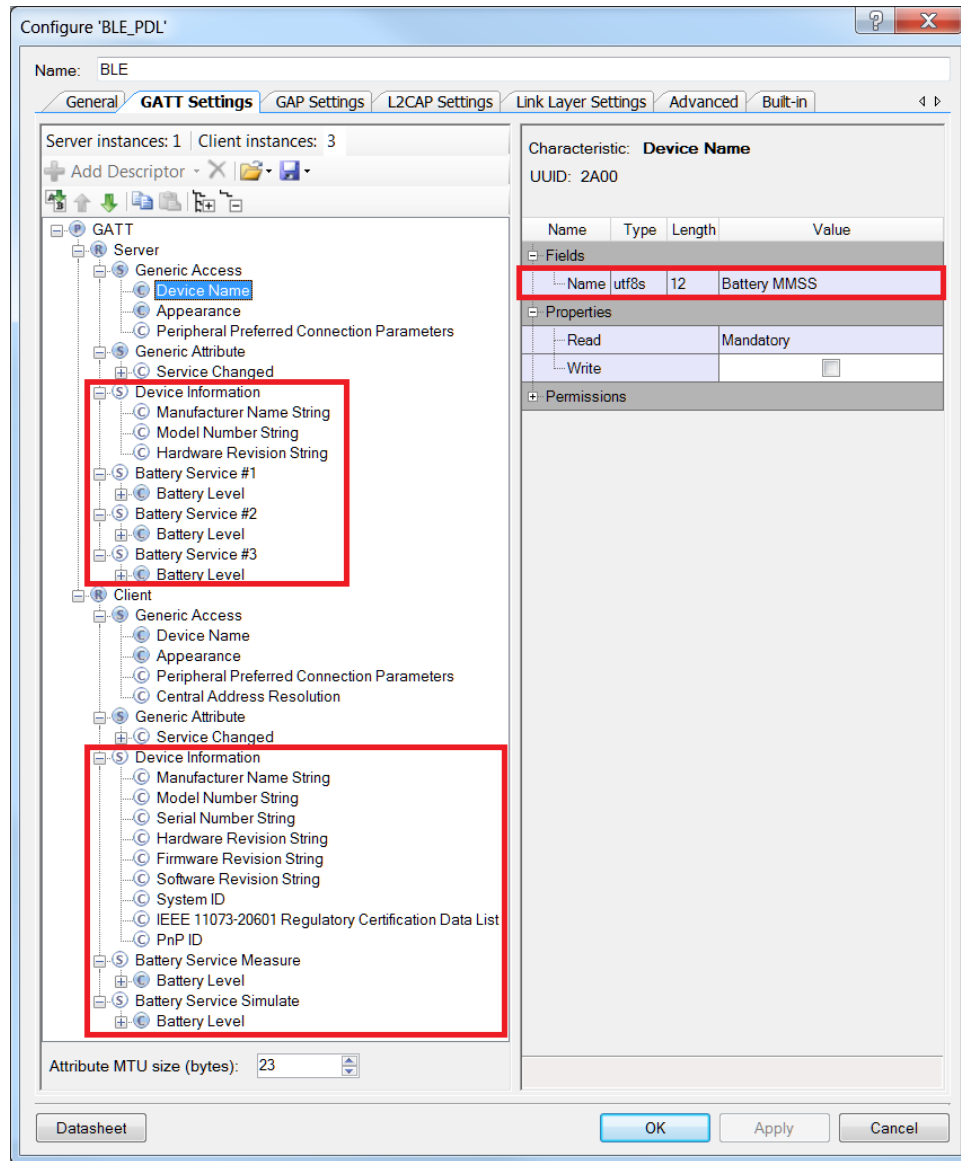 Configure 'BLE_PDL'
Name: BLE
General GATT Settings GAP Settings L2CAP Settings Link Layer Settings Advanced Built-in
Server instances: 1 Client instances: 3
Add Descriptor
GATT
Server
Generic Access
Device Name
Appearance
Peripheral Preferred Connection Parameters
Generic Attribute
Service Changed
Device Information
Manufacturer Name String
Model Number String
Hardware Revision String
Battery Service #1
Battery Level
Battery Service #2
Battery Level
Battery Service #3
Battery Level
Client
Generic Access
Device Name
Appearance
Peripheral Preferred Connection Parameters
Central Address Resolution
Generic Attribute
Service Changed
Device Information
Manufacturer Name String
Model Number String
Serial Number String
Hardware Revision String
Firmware Revision String
Software Revision String
System ID
IEEE 11073-20601 Regulatory Certification Data List
PnP ID
Battery Service Measure
Battery Level
Battery Service Simulate
Battery Level
Attribute MTU size (bytes): 23
Characteristic: Device Name
UUID: 2A00
Name Type Length Value
Fields
Name utf8s 12 Battery MMSS
Properties
Read Mandatory
Write
Permissions
Datasheet OK Apply Cancel